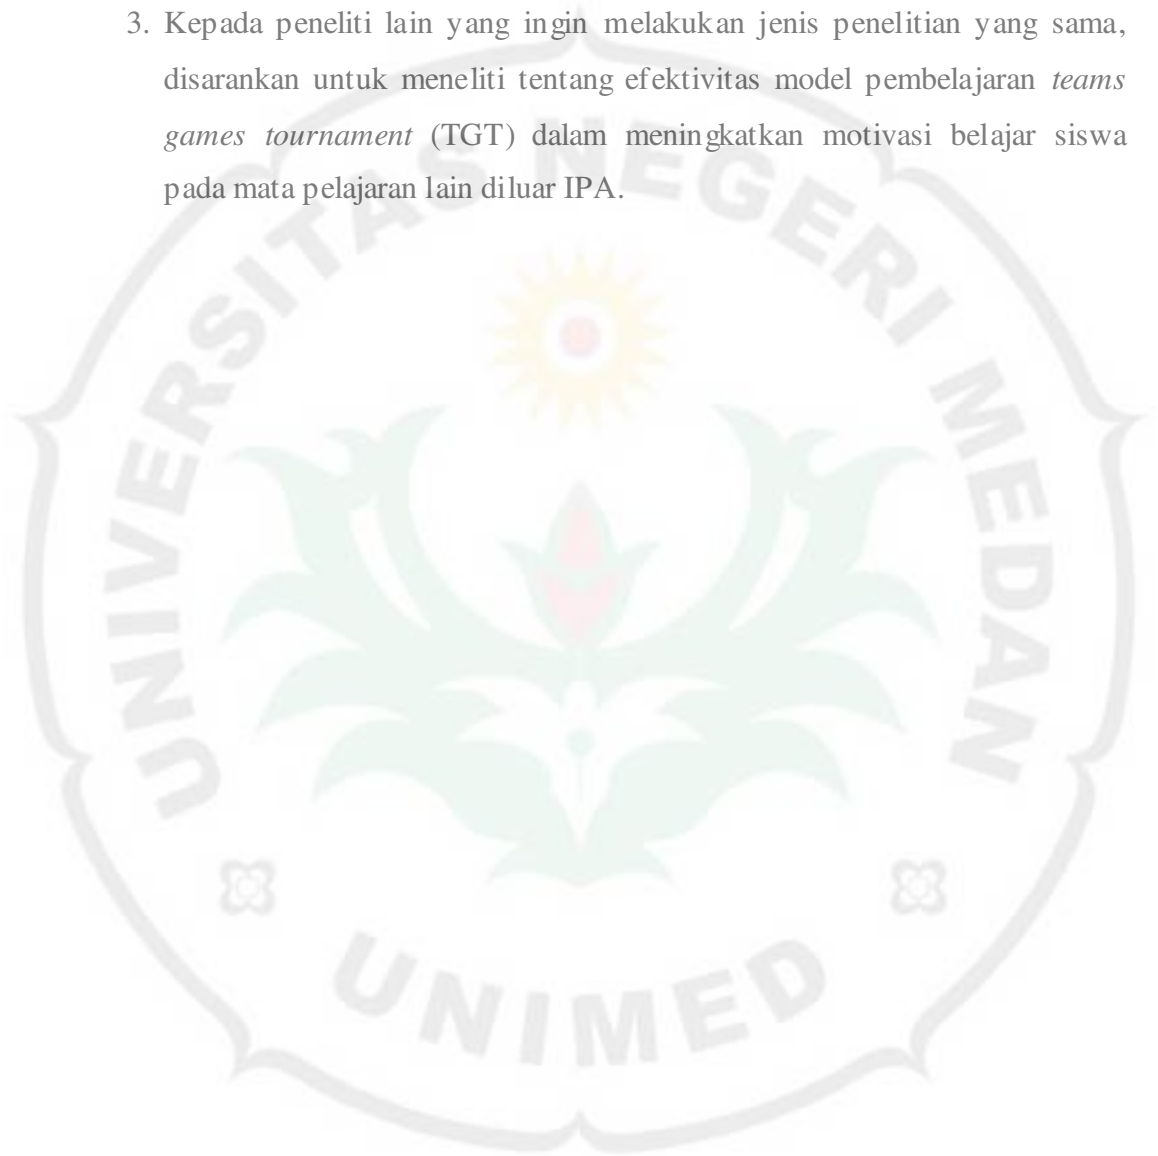 3. Kepada peneliti lain yang ingin melakukan jenis penelitian yang sama,
disarankan untuk meneliti tentang efektivitas model pembelajaran teams
games tournament (TGT) dalam meningkatkan motivasi belajar siswa
pada mata pelajaran lain diluar IPA.
UNIVERSITAS NEGERI MEDAN
UNIMED